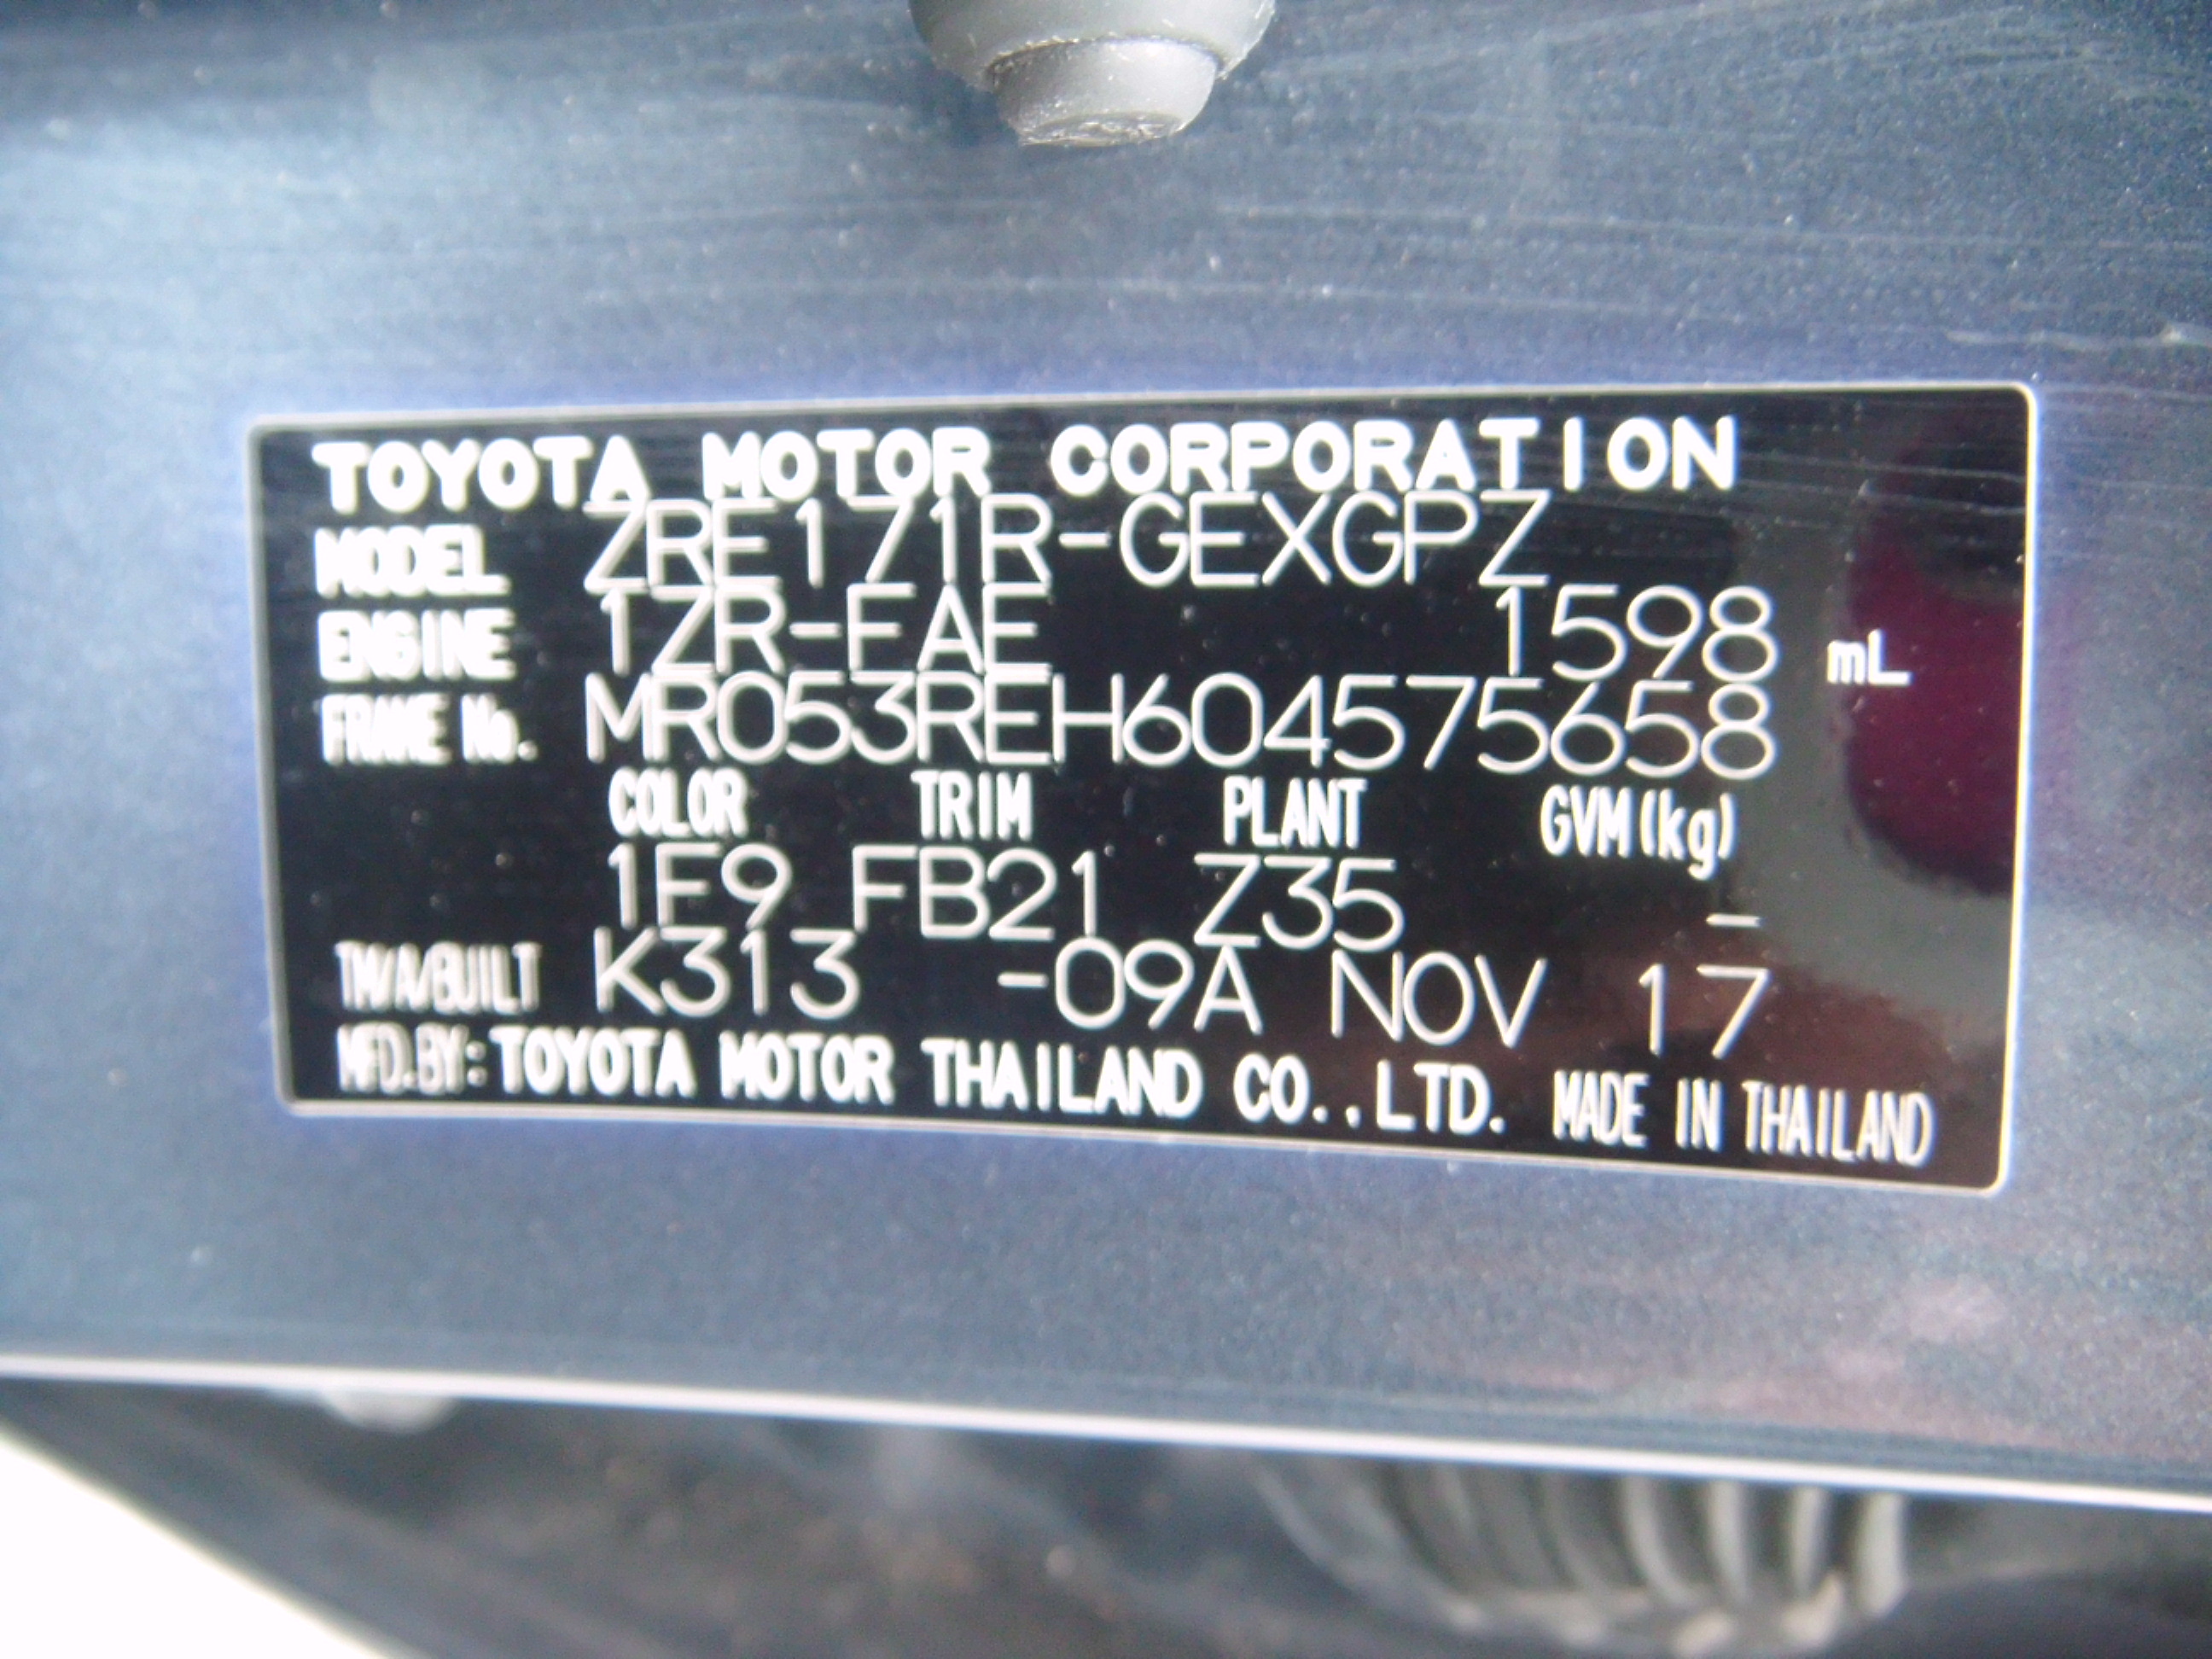 TOYOTA MOTOR CORPORATION
MODEL ZRE171R-GEXGPZ
ENGINE 1ZR-FAE 1598 mL
FRAME No. MR053REH604575658
COLOR TRIM PLANT GVM(kg)
1F9 FB21 Z35 -
TM/A/BUILT K313 -09A NOV 17
MFD.BY: TOYOTA MOTOR THAILAND CO.,LTD. MADE IN THAILAND